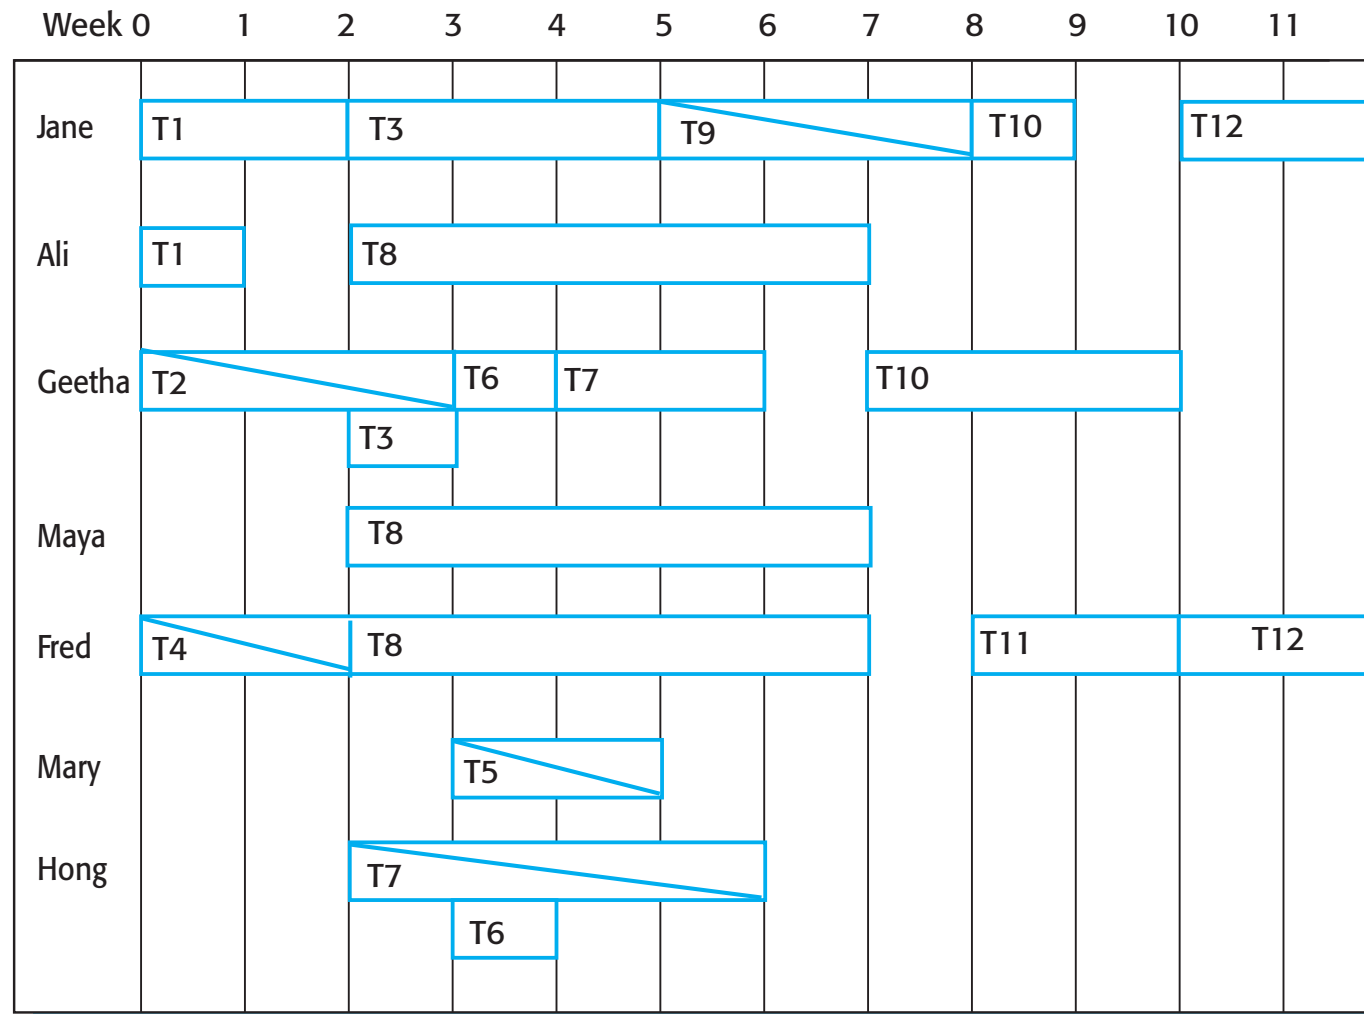 Week 0 1 2 3 4 5 6 7 8 9 10 11
Jane T1 T3 T9 T10 T12
Ali T1 T8
Geetha T2 T6 T7 T10
T3
Maya T8
Fred T4 T8 T11 T12
Mary T5
Hong T7
T6